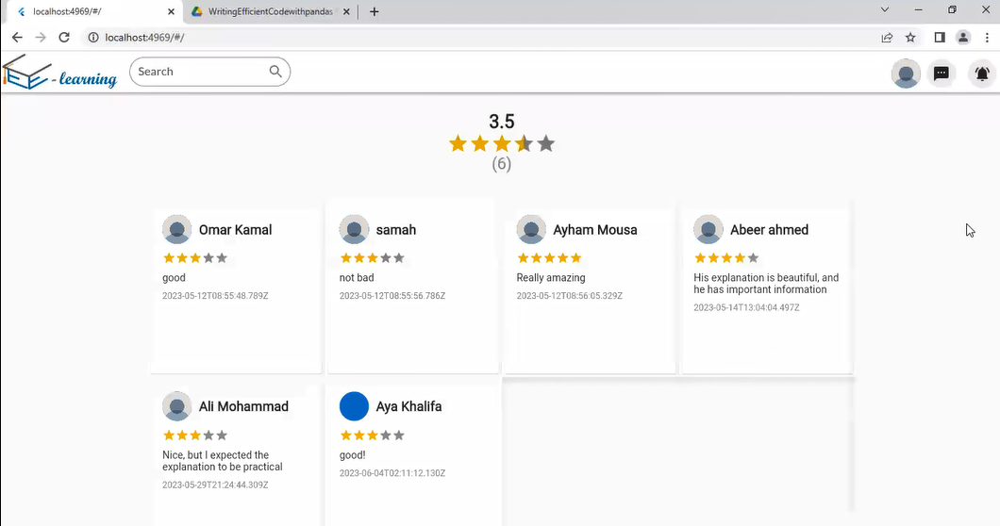 localhost:4969/#/
WritingEfficientCodewithpandas
localhost:4969/#/
-learning
Search
3.5
(6)
Omar Kamal
good
2023-05-12T08:55:48.789Z
samah
not bad
2023-05-12T08:55:56.786Z
Ayham Mousa
Really amazing
2023-05-12T08:56:05.329Z
Abeer ahmed
His explanation is beautiful, and
he has important information
2023-05-14T13:04:04.497Z
Ali Mohammad
Nice, but I expected the
explanation to be practical
2023-05-29T21:24:44.309Z
Aya Khalifa
good!
2023-06-04T02:11:12.130Z